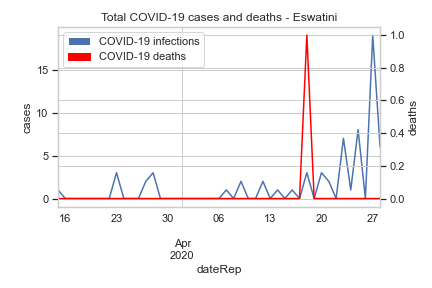 Total COVID-19 cases and deaths - Eswatini
COVID-19 infections
COVID-19 deaths
cases
15
10
5
0
deaths
1.0
0.8
0.6
0.4
0.2
0.0
16 23 30 06 13 20 27
Apr
2020
dateRep